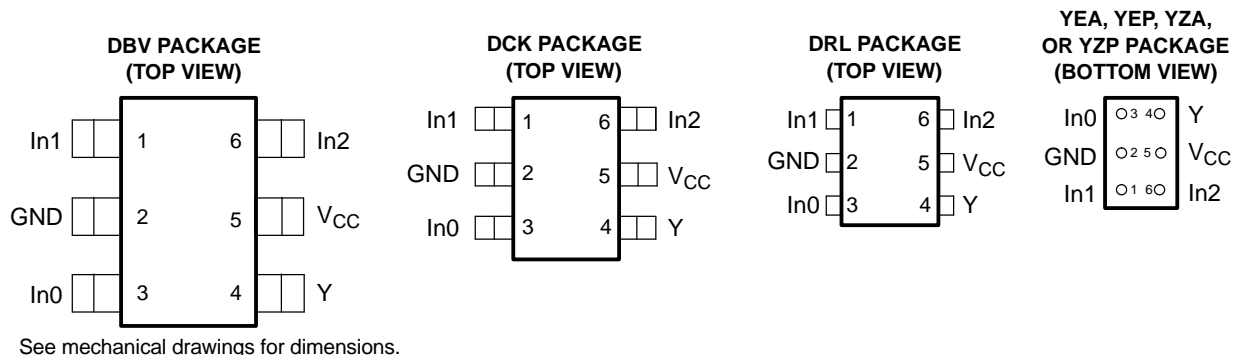 DBV PACKAGE
(TOP VIEW)
In1 1 6 In2
GND 2 5 VCC
In0 3 4 Y
See mechanical drawings for dimensions.
DCK PACKAGE
(TOP VIEW)
In1 1 6 In2
GND 2 5 VCC
In0 3 4 Y
DRL PACKAGE
(TOP VIEW)
In1 1 6 In2
GND 2 5 VCC
In0 3 4 Y
YEA, YEP, YZA,
OR YZP PACKAGE
(BOTTOM VIEW)
In0 3 4 Y
GND 2 5 VCC
In1 1 6 In2